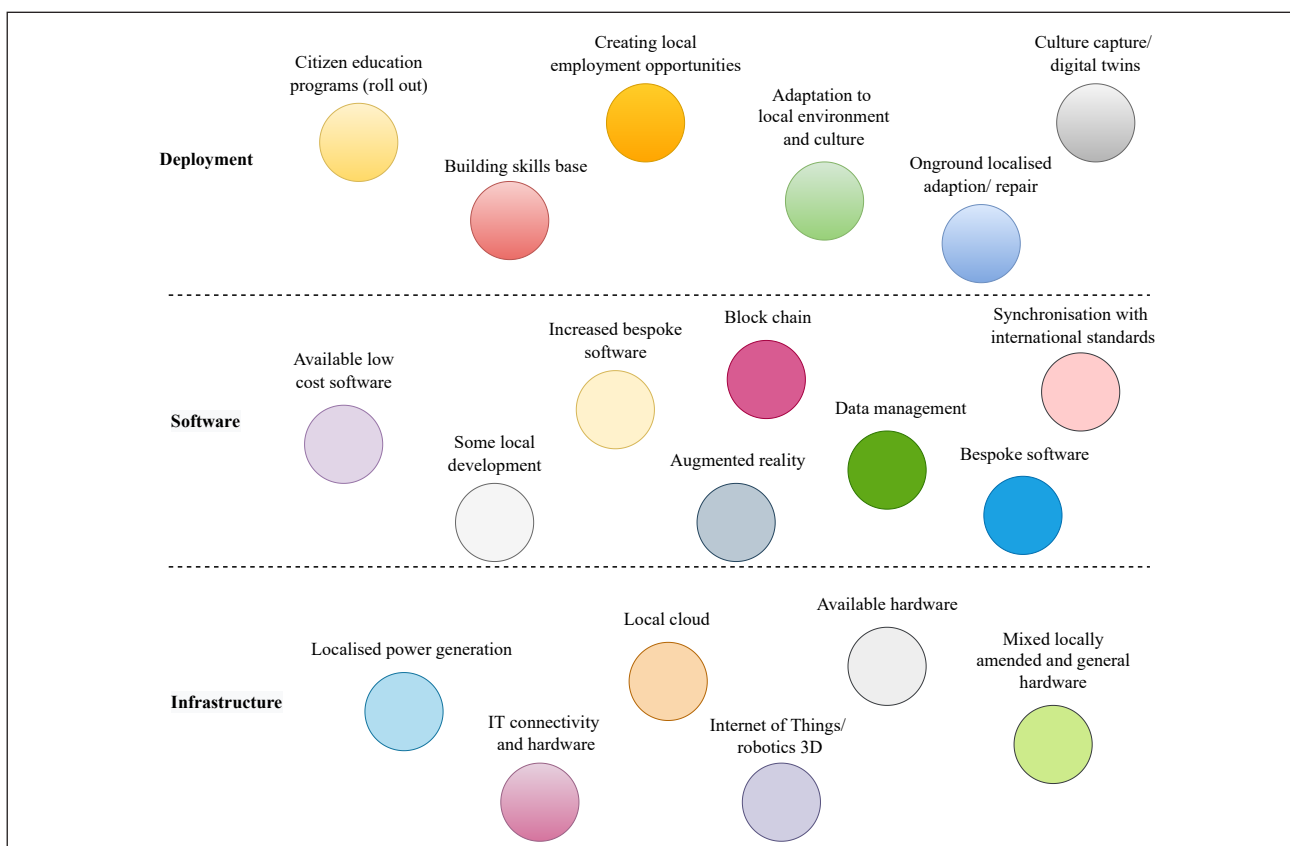 Citizen education
programs (roll out)
Creating local
employment opportunities
Culture capture/
digital twins
Adaptation to
local environment
and culture
Deployment
Building skills base
Onground localised
adaption/ repair
Block chain
Synchronisation with
international standards
Increased bespoke
software
Available low
cost software
Data management
Software
Some local
development
Augmented reality
Bespoke software
Available hardware
Local cloud
Mixed locally
amended and general
hardware
Localised power generation
Infrastructure
IT connectivity
and hardware
Internet of Things/
robotics 3D